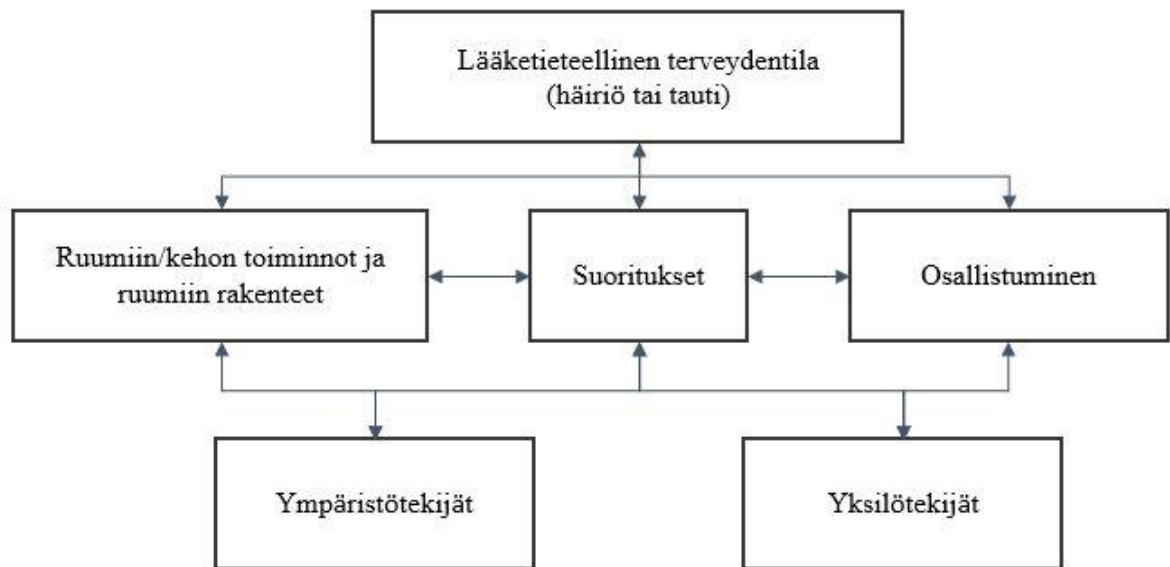 Lääketieteellinen terveydentila
(häiriö tai tauti)
Ruumiin/kehon toiminnot ja
ruumiin rakenteet
Suoritukset
Osallistuminen
Ympäristötekijät
Yksilötekijät